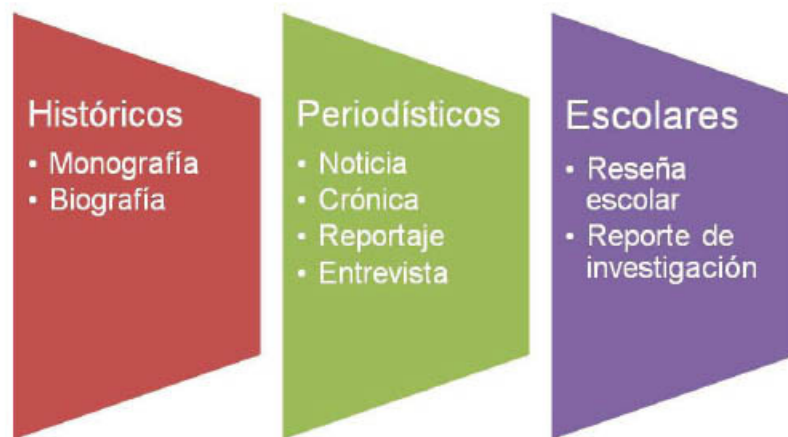 Históricos
• Monografía
• Biografía
Periodísticos
• Noticia
• Crónica
• Reportaje
• Entrevista
Escolares
• Reseña
escolar
• Reporte de
investigación